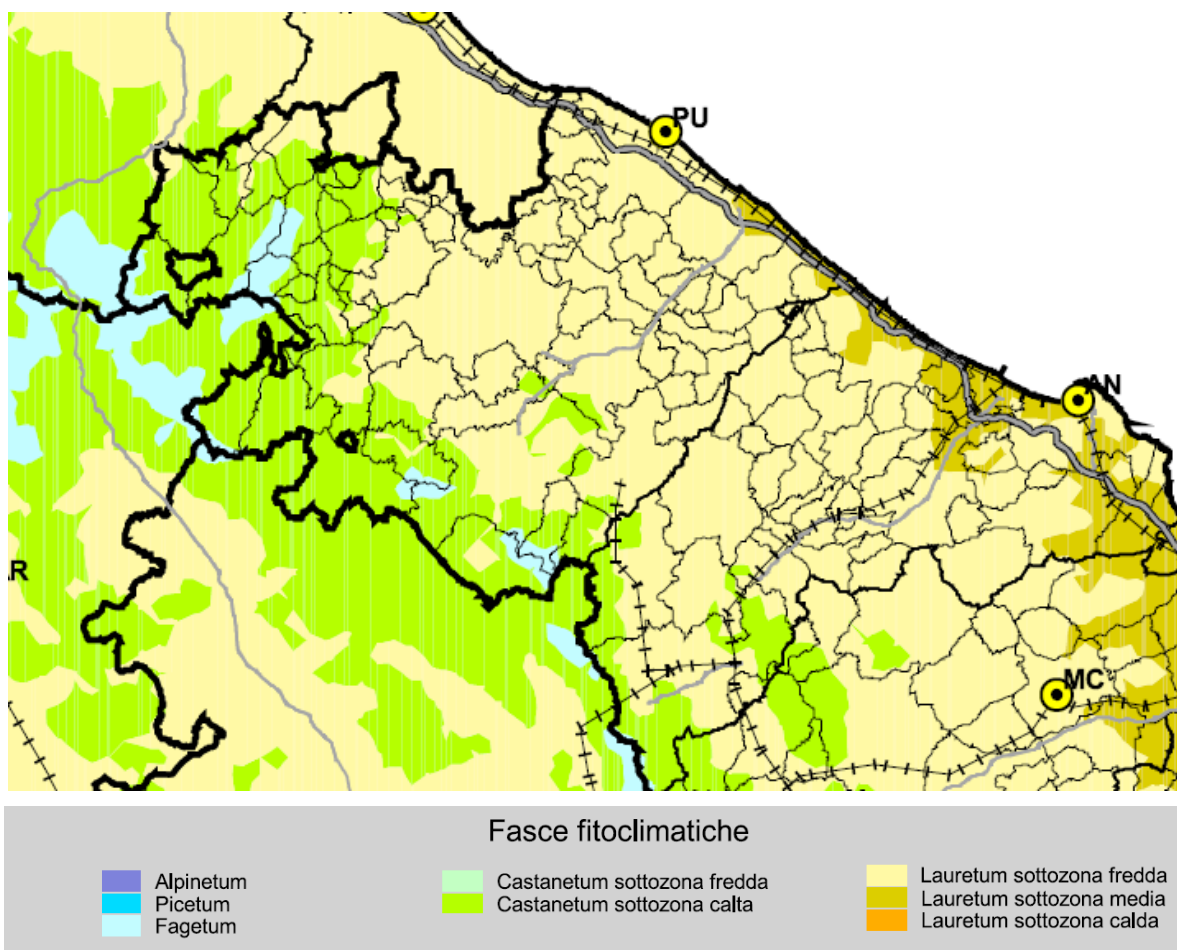 PU
AN
R
MC
Fasce fitoclimatiche
Alpinetum
Picetum
Fagetum
Castanetum sottozona fredda
Castanetum sottozona calta
Lauretum sottozona fredda
Lauretum sottozona media
Lauretum sottozona calda